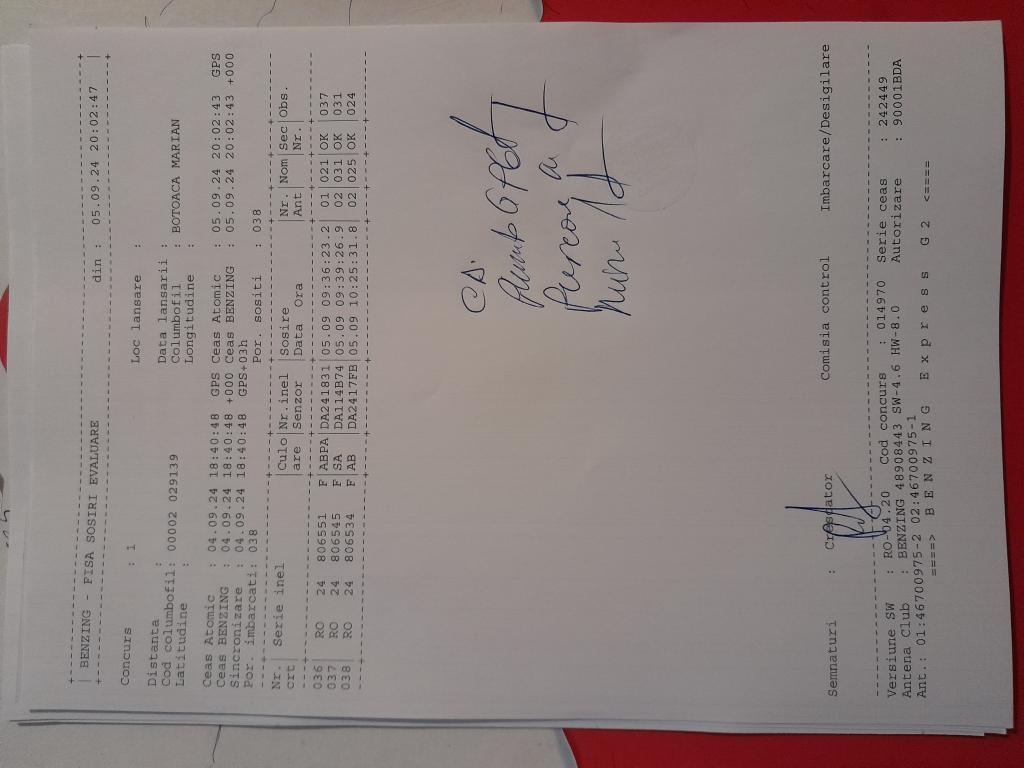 BENZING - FISA SOSIRI EVALUARE din : 05.09.24 20:02:47
Concurs : 1 Loc lansare :
Distanta : Data lansarii :
Cod columbofil: 00002 029139 Columbofil : BOTOACA MARIAN
Latitudine : Longitudine :
Ceas Atomic : 04.09.24 18:40:48 GPS Ceas Atomic : 05.09.24 20:02:43 GPS
Ceas BENZING : 04.09.24 18:40:48 +000 Ceas BENZING : 05.09.24 20:02:43 +000
Sincronizare : 04.09.24 18:40:48 GPS+03h
Por. imbarcati: 038 Por. sositi : 038
Nr.| Serie inel |Culo|Nr.inel |Sosire |Nr.|Nom|Sec|Obs.
crt| |are |Senzor |Data Ora |Ant| |Nr.|
036| RO 24 806551 F|ABPA|DA241831|05.09 09:36:23.2| 01|021|OK |037
037| RO 24 806545 F|SA |DA114B74|05.09 09:39:26.9| 02|031|OK |031
038| RO 24 806534 F|AB |DA2417FB|05.09 10:25:31.8| 02|025|OK |024
Semnaturi : Crescator Comisia control Imbarcare/Desigilare
Versiune SW : RO-04.20 Cod concurs : 014970 Serie ceas : 242449
Antena Club : BENZING 48908443 SW-4.6 HW-8.0 Autorizare : 90001BDA
Ant.: 01:46700975-2 02:46700975-1
====> B E N Z I N G E x p r e s s G 2 <====